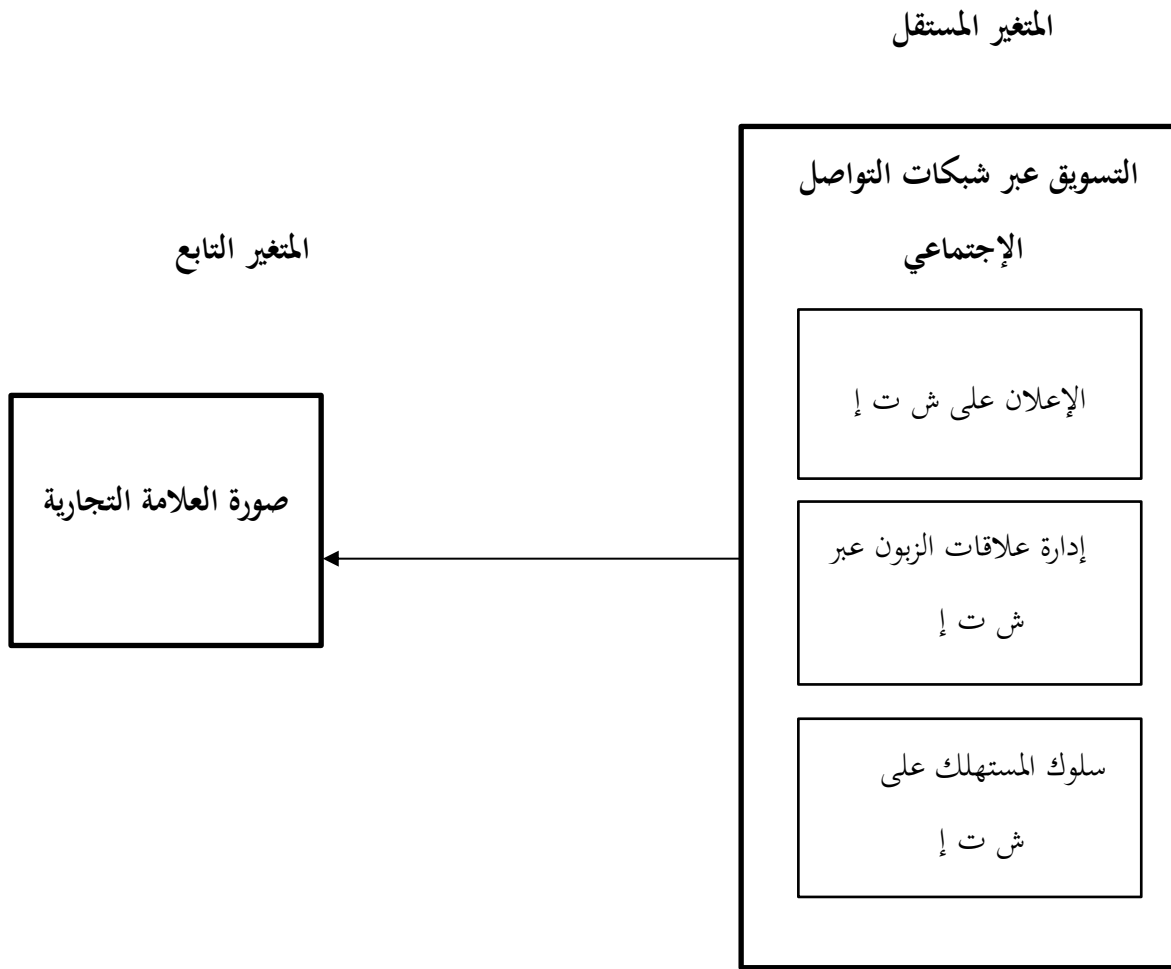 المتغير المستقل
التسويق عبر شبكات التواصل
الإجتماعي
الإعلان على ش ت إ
إدارة علاقات الزبون عبر
ش ت إ
سلوك المستهلك على
ش ت إ
المتغير التابع
صورة العلامة التجارية